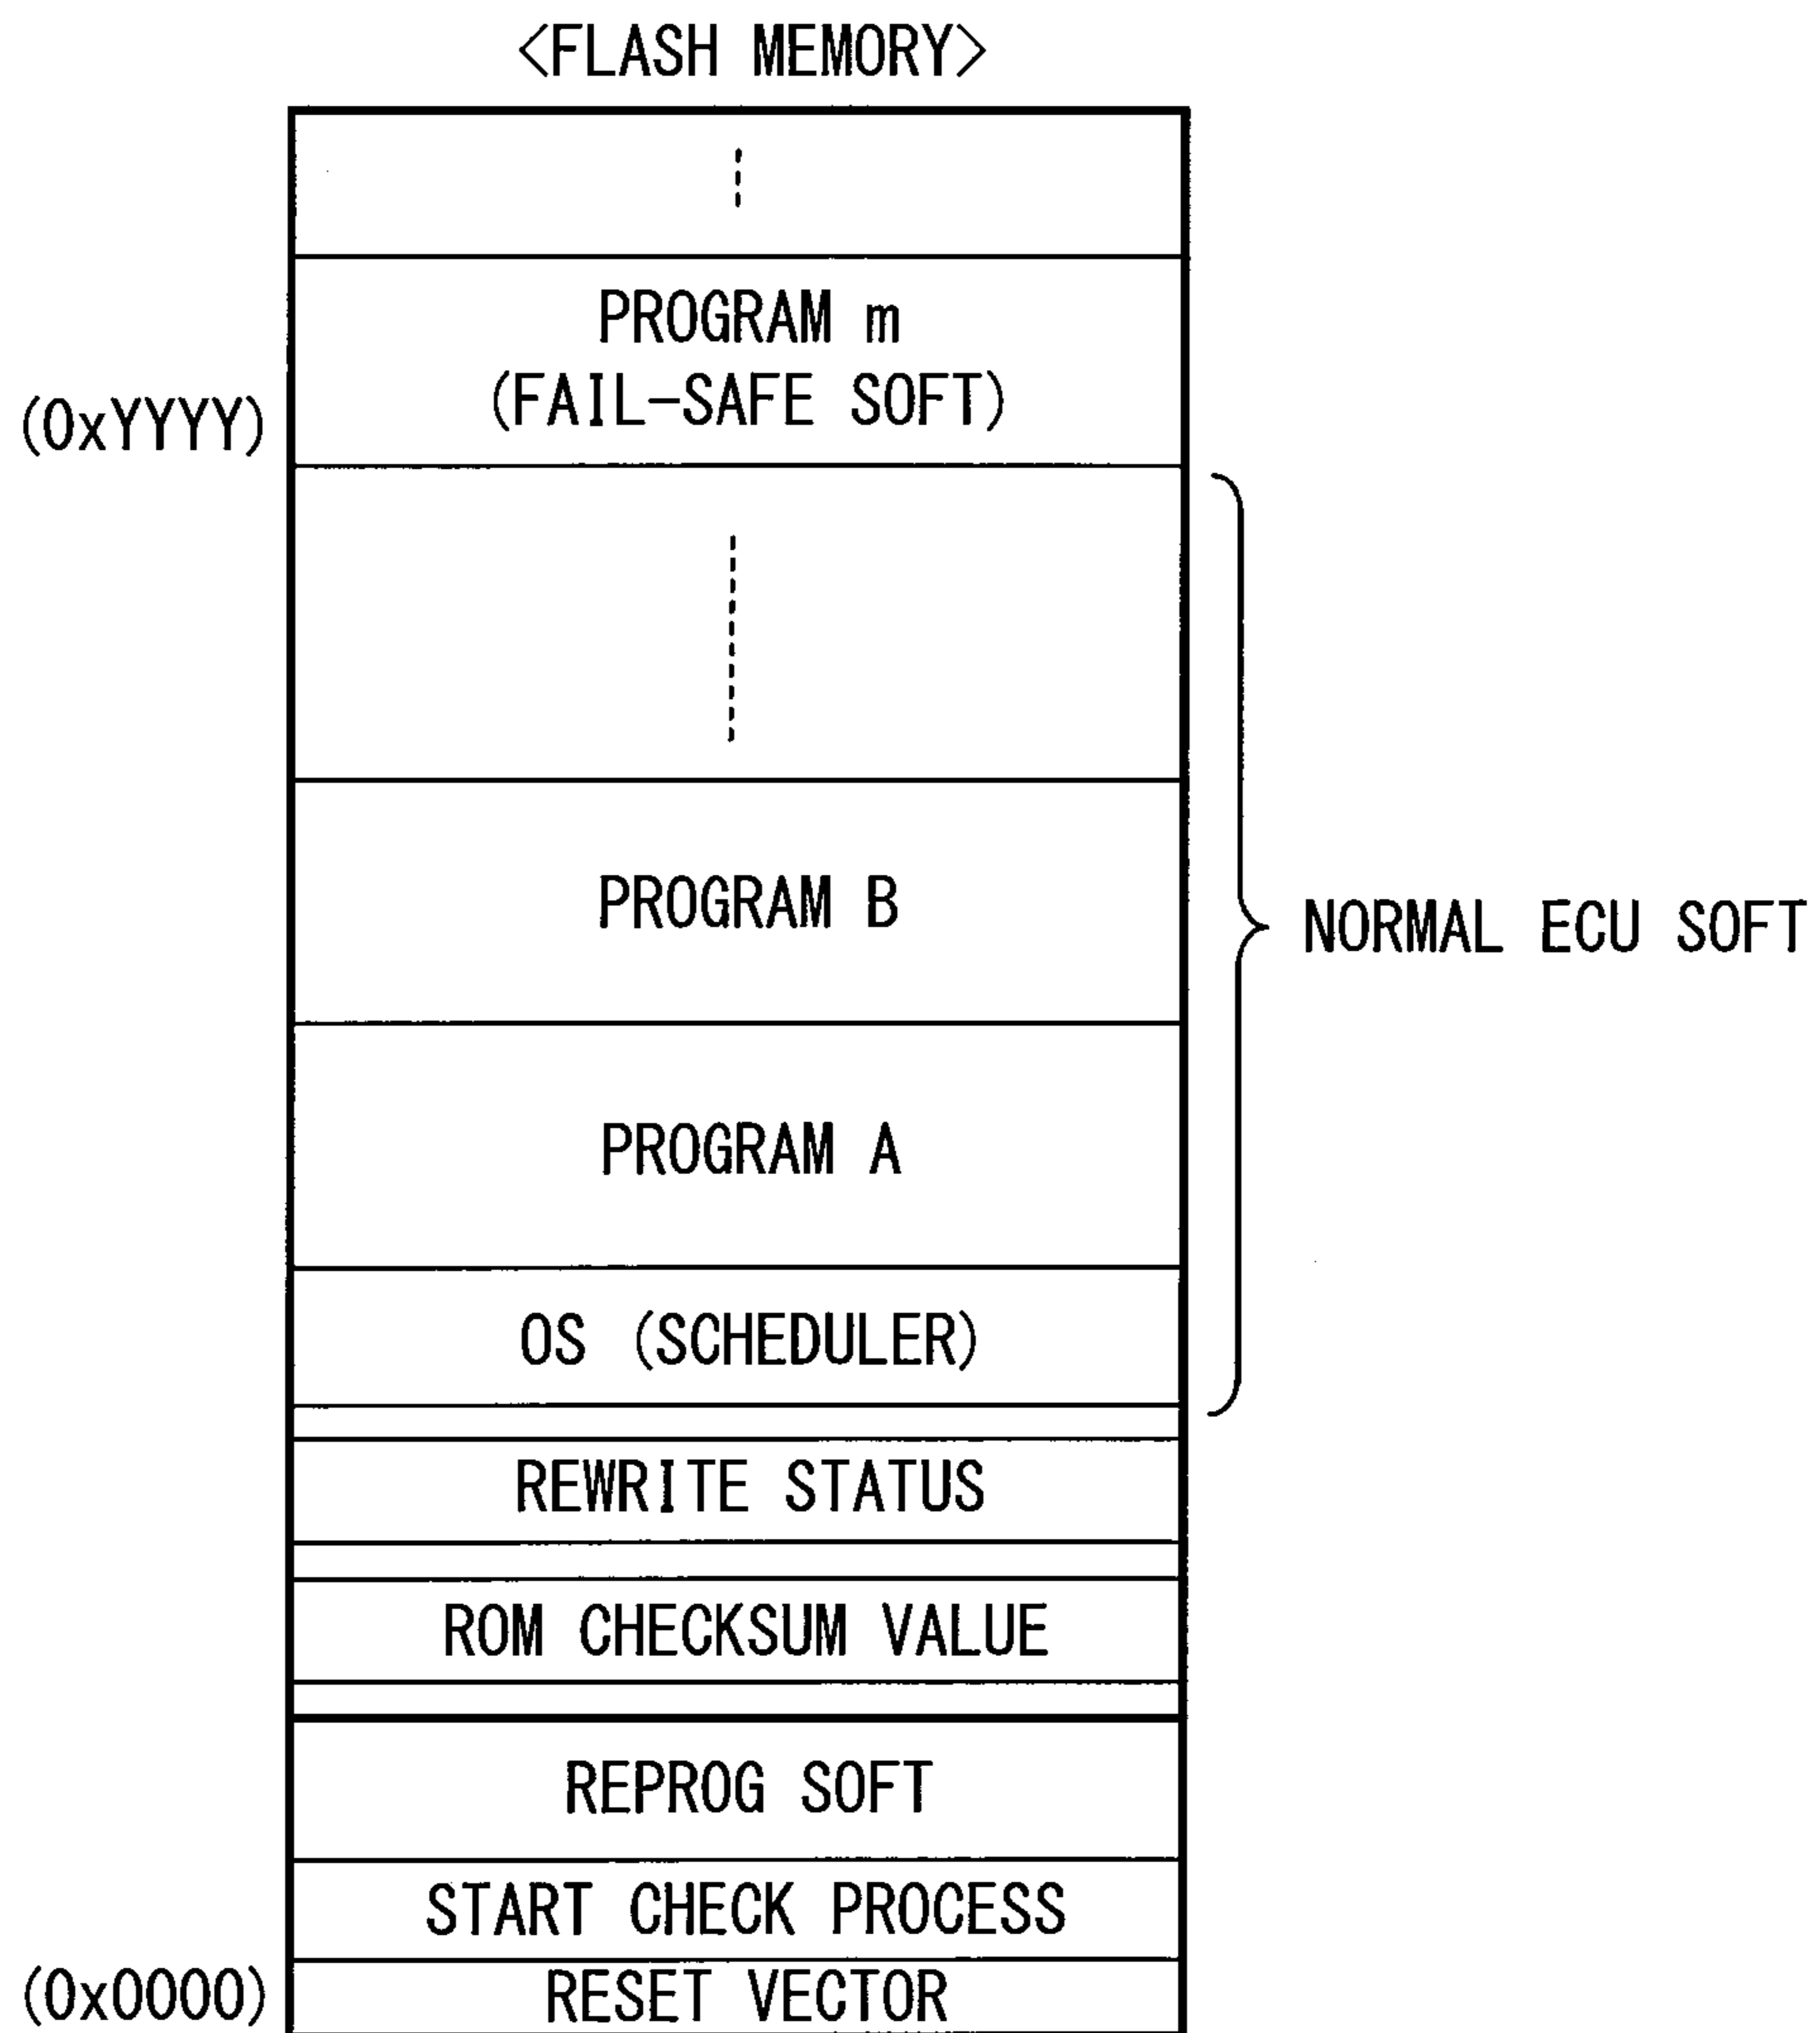 <FLASH MEMORY>
PROGRAM m
(FAIL-SAFE SOFT)
(0xYYYY)
PROGRAM B
NORMAL ECU SOFT
PROGRAM A
OS (SCHEDULER)
REWRITE STATUS
ROM CHECKSUM VALUE
REPROG SOFT
START CHECK PROCESS
(0x0000)
RESET VECTOR